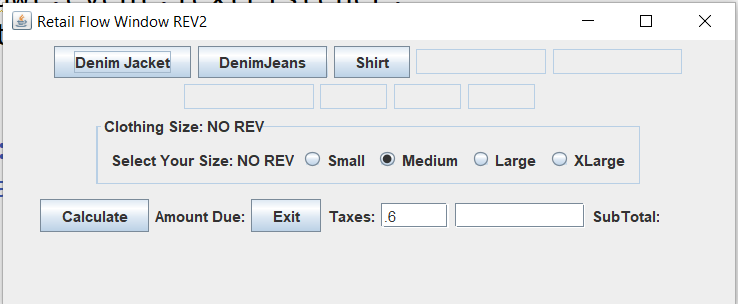 Retail Flow Window REV2
Denim Jacket DenimJeans Shirt
Clothing Size: NO REV
Select Your Size: NO REV Small Medium Large XLarge
Calculate Amount Due: Exit Taxes: .6 SubTotal: